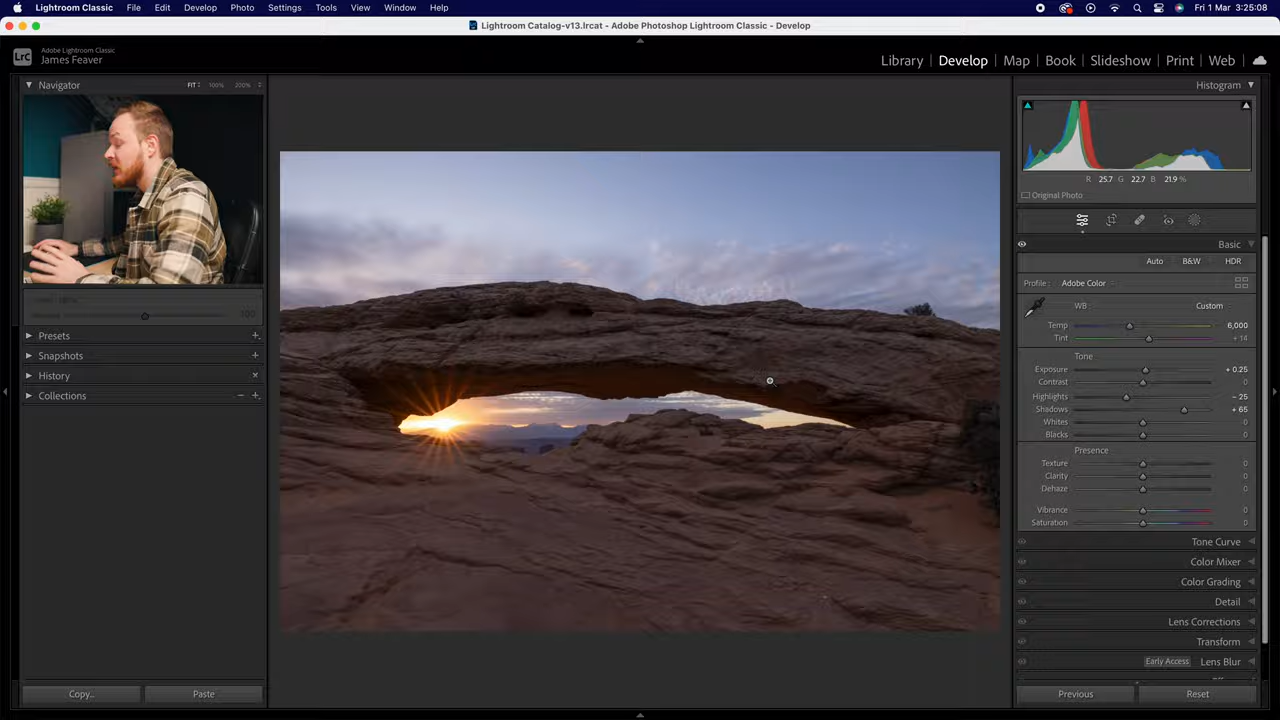 Lightroom Classic File Edit Develop Photo Settings Tools View Window Help Fri 1 Mar 3:25:08
Lightroom Catalog-v13.lrcat - Adobe Photoshop Lightroom Classic - Develop
LrC Adobe Lightroom Classic
James Feaver
Library | Develop | Map | Book | Slideshow | Print | Web
Navigator FIT 100% 200%
Histogram
R 25.7 G 22.7 B 21.9 %
Original Photo
Basic
Auto B&W HDR
Profile : Adobe Color
WB : Custom
Temp 6,000
Tint + 14
Tone
Exposure + 0.25
Contrast 0
Highlights − 25
Shadows + 65
Whites 0
Blacks 0
Presence
Texture 0
Clarity 0
Dehaze 0
Vibrance 0
Saturation 0
Tone Curve
Color Mixer
Color Grading
Detail
Lens Corrections
Transform
Early Access Lens Blur
100
Presets
Snapshots
History
Collections
Copy... Paste
Previous Reset